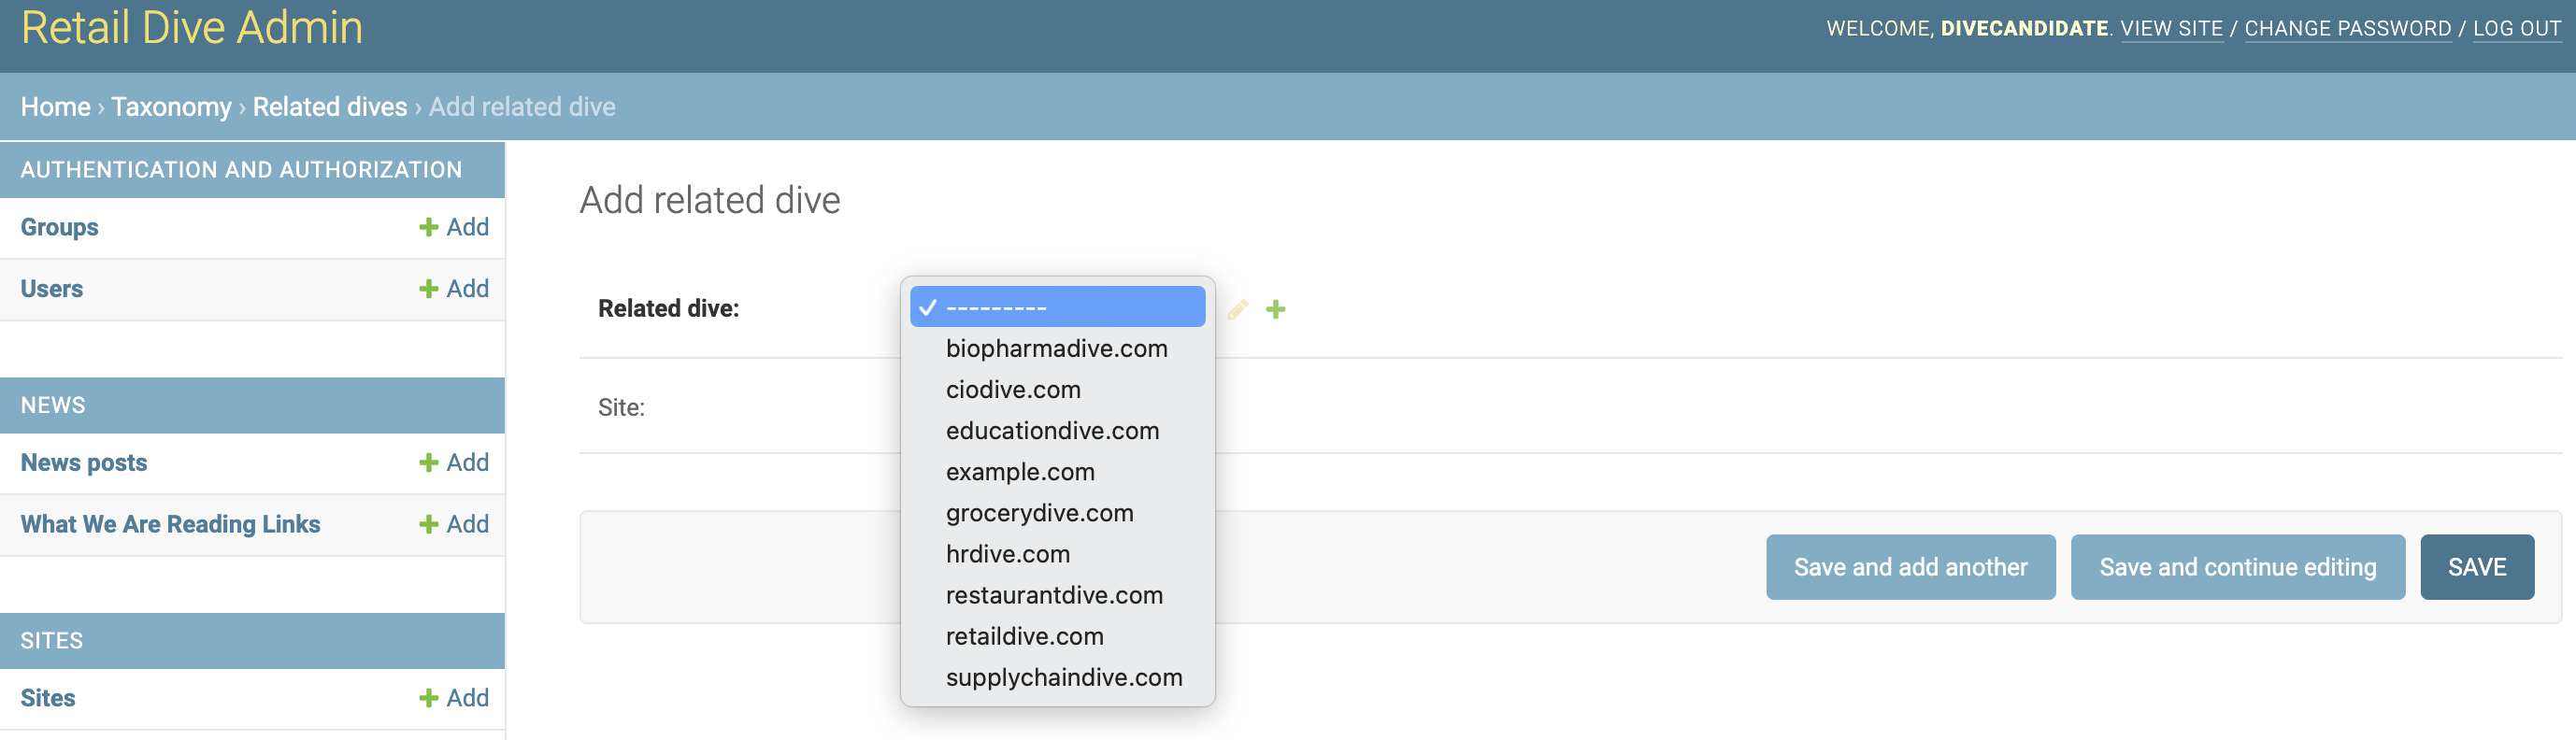 Retail Dive Admin
WELCOME, DIVECANDIDATE. VIEW SITE / CHANGE PASSWORD / LOG OUT
Home › Taxonomy › Related dives › Add related dive
AUTHENTICATION AND AUTHORIZATION
Groups Add
Users Add
NEWS
News posts Add
What We Are Reading Links Add
SITES
Sites Add
Add related dive
Related dive:
---------
biopharmadive.com
ciodive.com
educationdive.com
example.com
grocerydive.com
hrdive.com
restaurantdive.com
retaildive.com
supplychaindive.com
Site:
Save and add another
Save and continue editing
SAVE